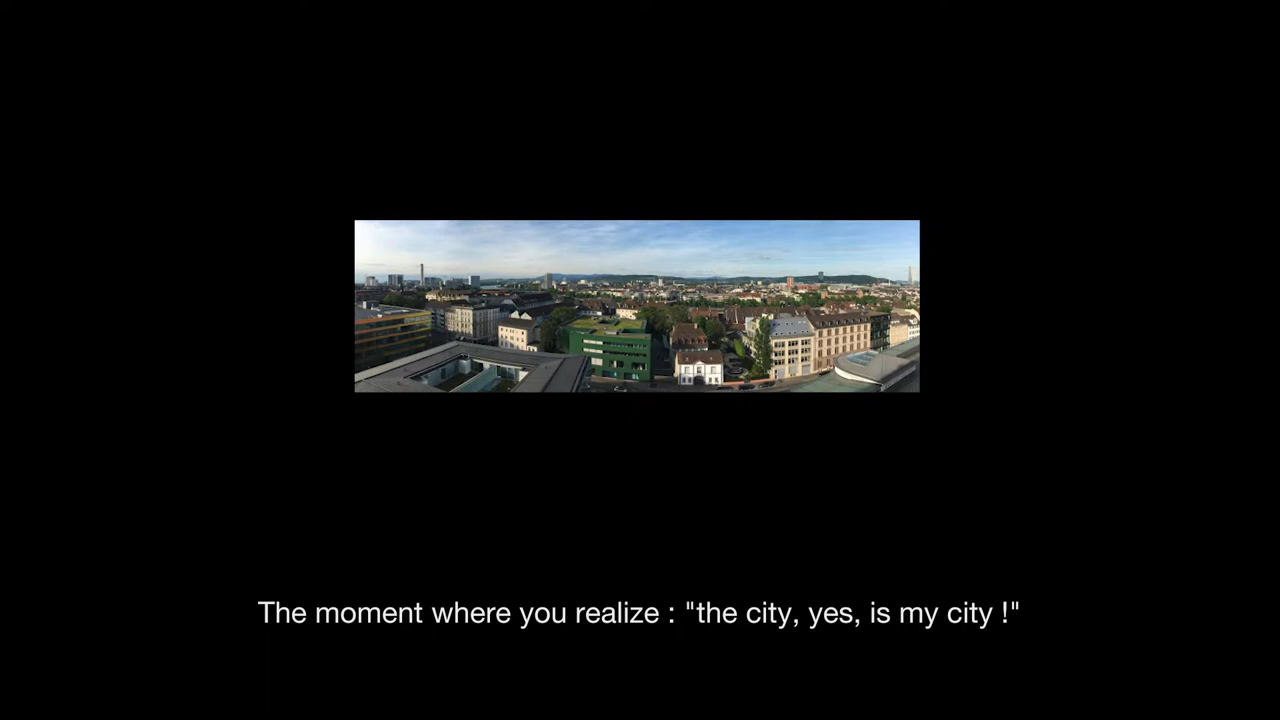 The moment where you realize : "the city, yes, is my city !"